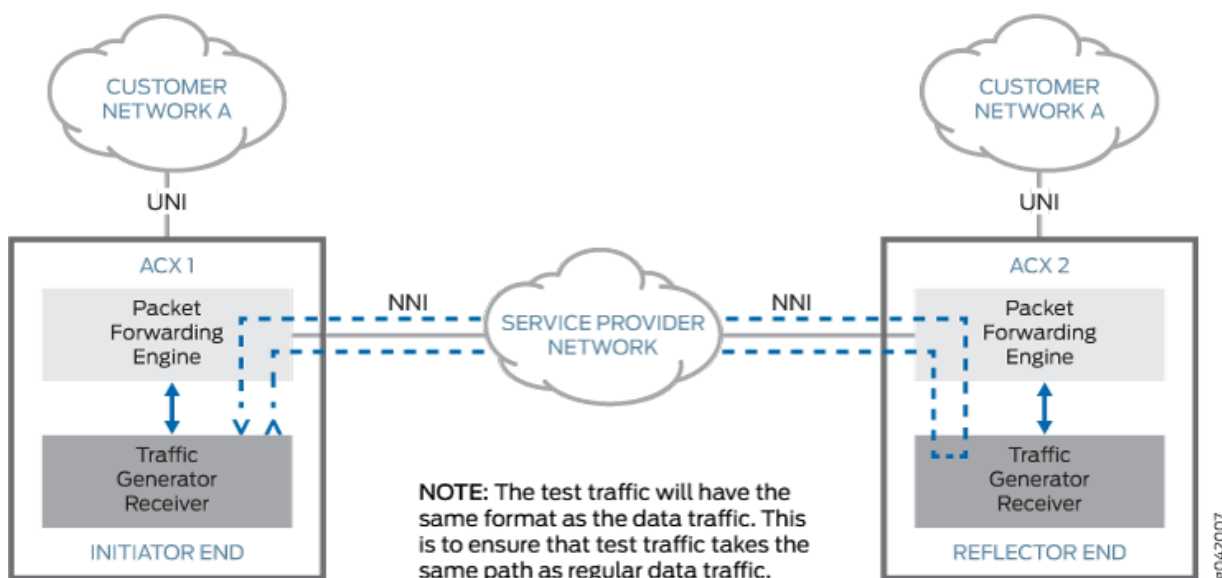 CUSTOMER
NETWORK A
CUSTOMER
NETWORK A
UNI
UNI
ACX 1
Packet
Forwarding
Engine
Traffic
Generator
Receiver
INITIATOR END
NNI
SERVICE PROVIDER
NETWORK
NNI
ACX 2
Packet
Forwarding
Engine
Traffic
Generator
Receiver
REFLECTOR END
NOTE: The test traffic will have the
same format as the data traffic. This
is to ensure that test traffic takes the
same path as regular data traffic.
g042007